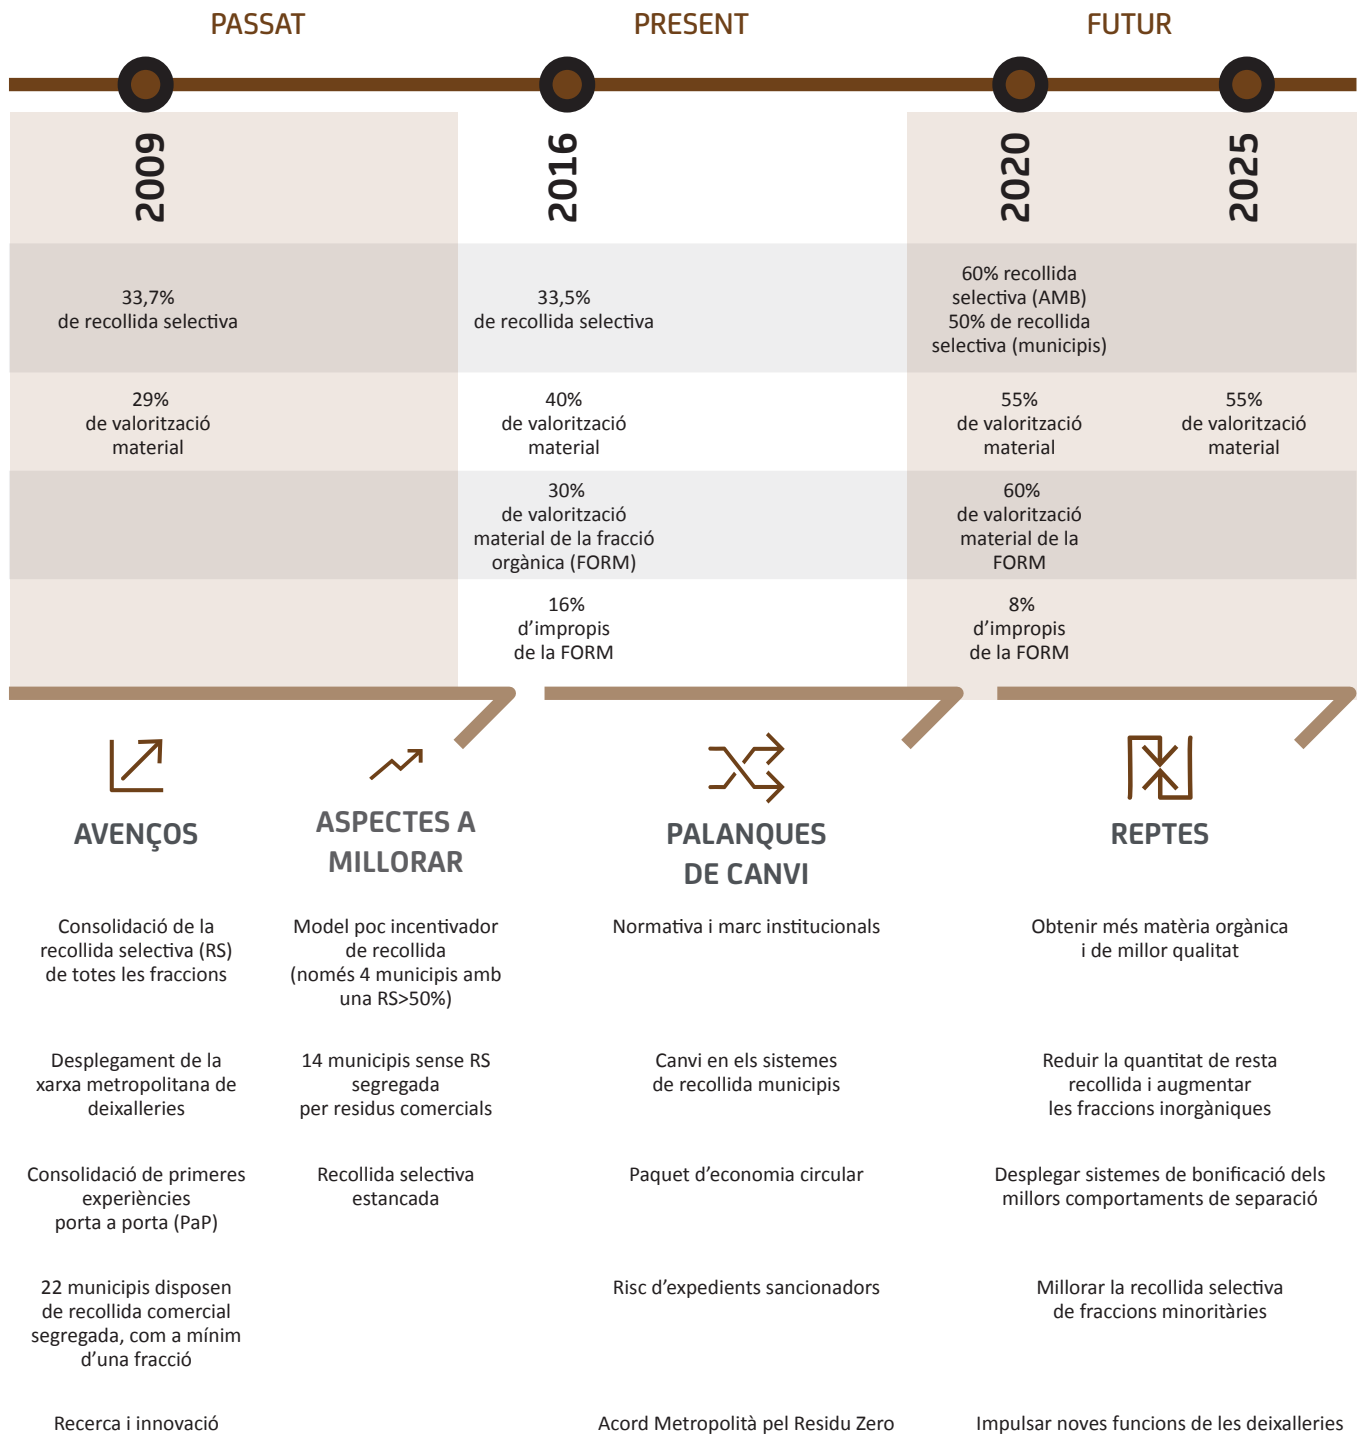 PASSAT
PRESENT
FUTUR
2009
2016
2020
2025
33,7%
de recollida selectiva
33,5%
de recollida selectiva
60% recollida
selectiva (AMB)
50% de recollida
selectiva (municipis)
29%
de valorització
material
40%
de valorització
material
55%
de valorització
material
55%
de valorització
material
30%
de valorització
material de la fracció
orgànica (FORM)
60%
de valorització
material de la
FORM
16%
d’impropis
de la FORM
8%
d’impropis
de la FORM
AVENÇOS
Consolidació de la
recollida selectiva (RS)
de totes les fraccions
Desplegament de la
xarxa metropolitana de
deixalleries
Consolidació de primeres
experiències
porta a porta (PaP)
22 municipis disposen
de recollida comercial
segregada, com a mínim
d’una fracció
Recerca i innovació
ASPECTES A
MILLORAR
Model poc incentivador
de recollida
(només 4 municipis amb
una RS>50%)
14 municipis sense RS
segregada
per residus comercials
Recollida selectiva
estancada
PALANQUES
DE CANVI
Normativa i marc institucionals
Canvi en els sistemes
de recollida municipis
Paquet d’economia circular
Risc d’expedients sancionadors
Acord Metropolità pel Residu Zero
REPTES
Obtenir més matèria orgànica
i de millor qualitat
Reduir la quantitat de resta
recollida i augmentar
les fraccions inorgàniques
Desplegar sistemes de bonificació dels
millors comportaments de separació
Millorar la recollida selectiva
de fraccions minoritàries
Impulsar noves funcions de les deixalleries